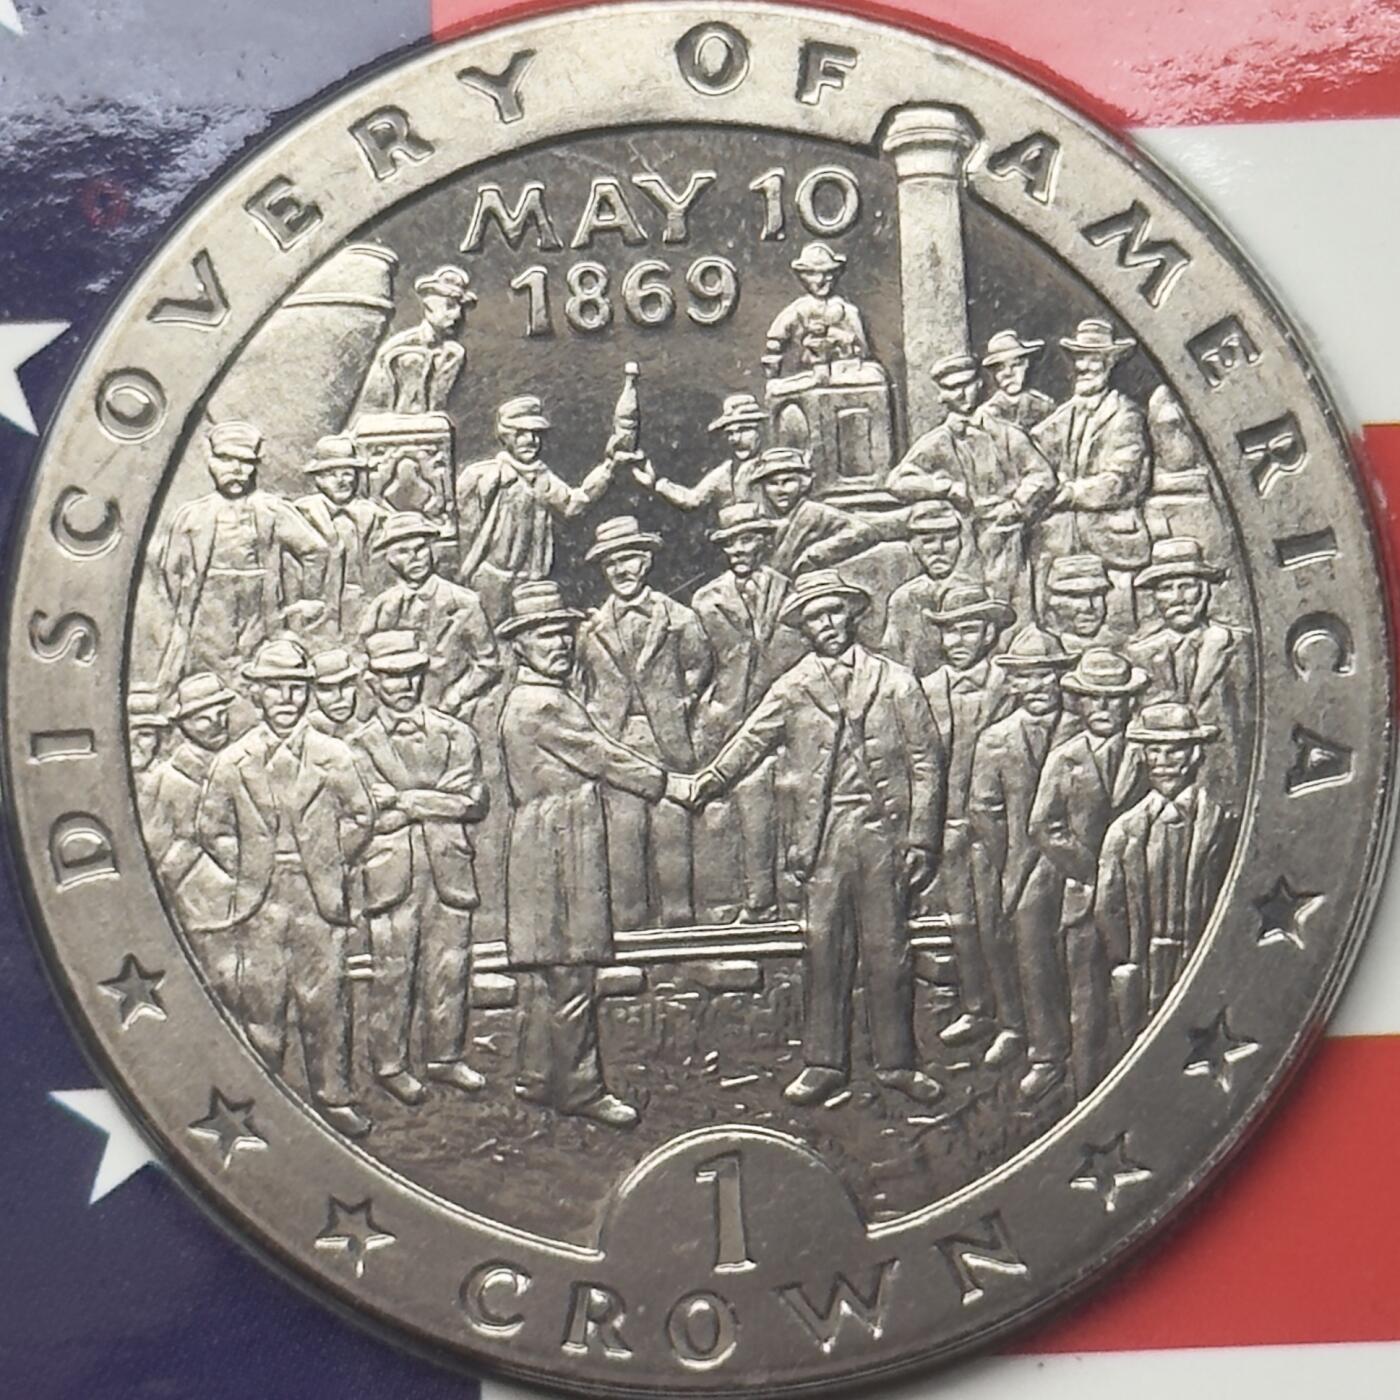 DISCOVERY OF AMERICA
MAY 10
1869
1
CROWN